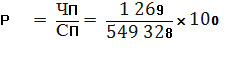 Р = ЧП/СП = 1 269/549 328 × 100